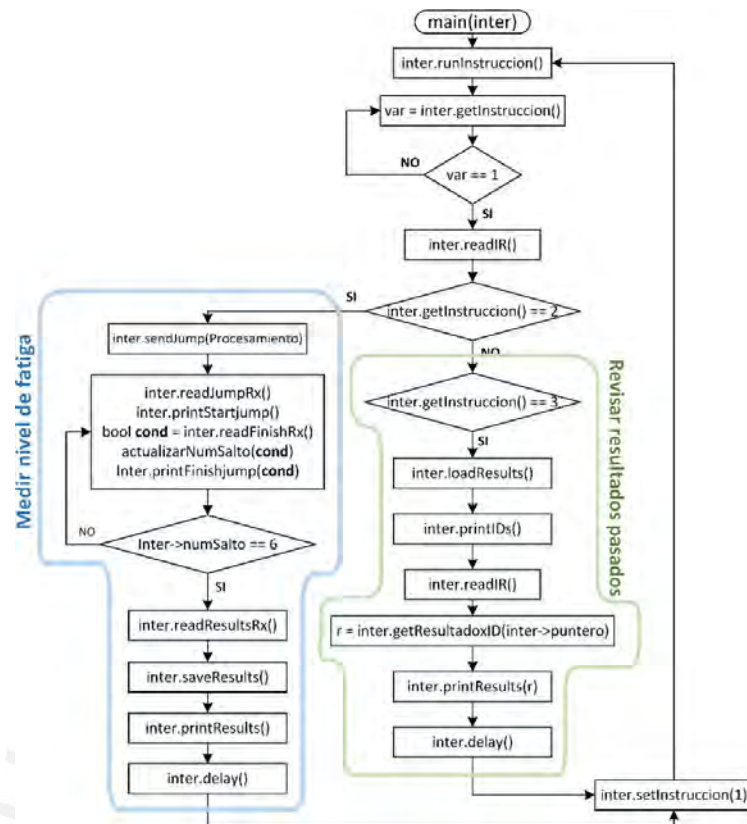 main(inter)
inter.runInstruccion()
var = inter.getInstruccion()
NO
var == 1
SI
inter.readIR()
SI
inter.getInstruccion() == 2
NO
Medir nivel de fatiga
inter.sendJump(Procesamiento)
inter.readJumpRx()
inter.printStartjump()
bool cond = inter.readFinishRx()
actualizarNumSalto(cond)
Inter.printFinishjump(cond)
NO
Inter->numSalto == 6
SI
inter.readResultsRx()
inter.saveResults()
inter.printResults()
inter.delay()
Revisar resultados pasados
inter.getInstruccion() == 3
SI
inter.loadResults()
inter.printIDs()
inter.readIR()
r = inter.getResultadoxID(inter->puntero)
inter.printResults(r)
inter.delay()
inter.setInstruccion(1)